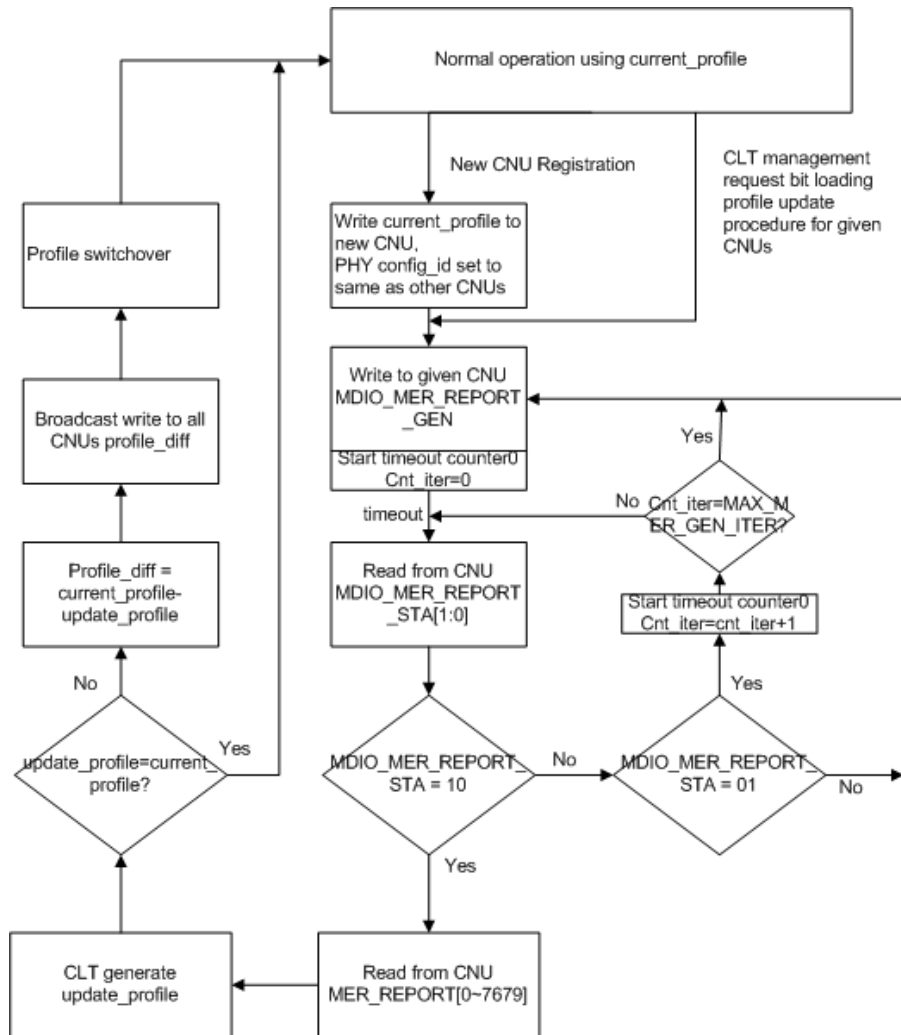 Normal operation using current_profile
New CNU Registration
CLT management
request bit loading
profile update
procedure for given
CNUs
Write current_profile to
new CNU,
PHY config_id set to
same as other CNUs
Profile switchover
Write to given CNU
MDIO_MER_REPORT
_GEN
Start timeout counter0
Cnt_iter=0
Broadcast write to all
CNUs profile_diff
Yes
Cnt_iter=MAX_M
ER_GEN_ITER?
No
timeout
Profile_diff =
current_profile-
update_profile
Read from CNU
MDIO_MER_REPORT
_STA[1:0]
Start timeout counter0
Cnt_iter=cnt_iter+1
No
Yes
update_profile=current_
profile?
Yes
MDIO_MER_REPORT_
STA = 10
No
MDIO_MER_REPORT_
STA = 01
No
Yes
CLT generate
update_profile
Read from CNU
MER_REPORT[0~7679]